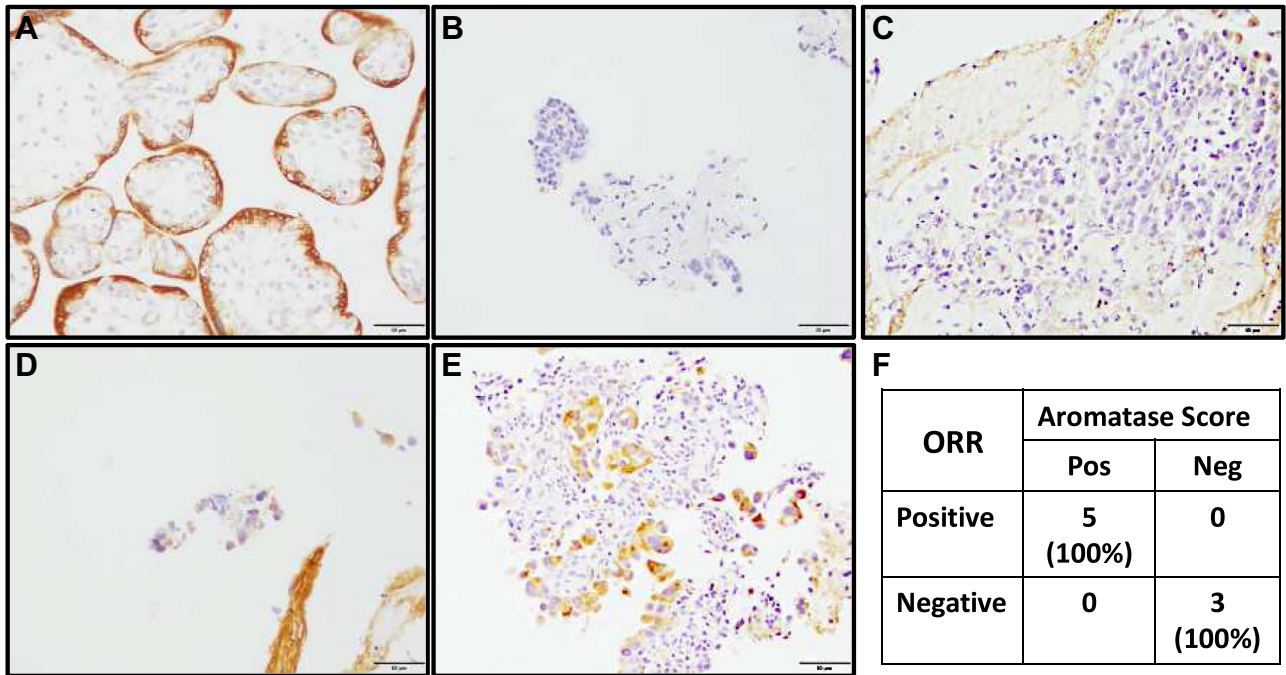 A
B
C
D
E
F
ORR
Aromatase Score
Pos
Neg
Positive
5
(100%)
0
Negative
0
3
(100%)